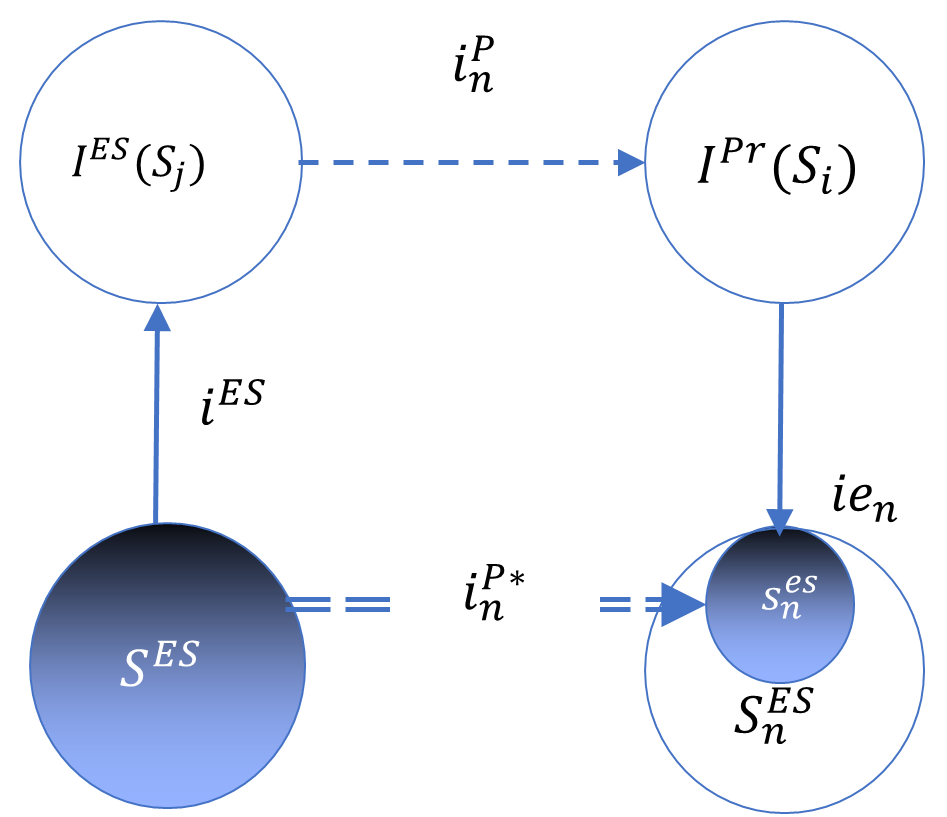 $i_n^P$
$I^{ES}(S_j)$
$I^{Pr}(S_i)$
$i^{ES}$
$ie_n$
$i_n^{P*}$
$s_n^{es}$
$S^{ES}$
$S_n^{ES}$